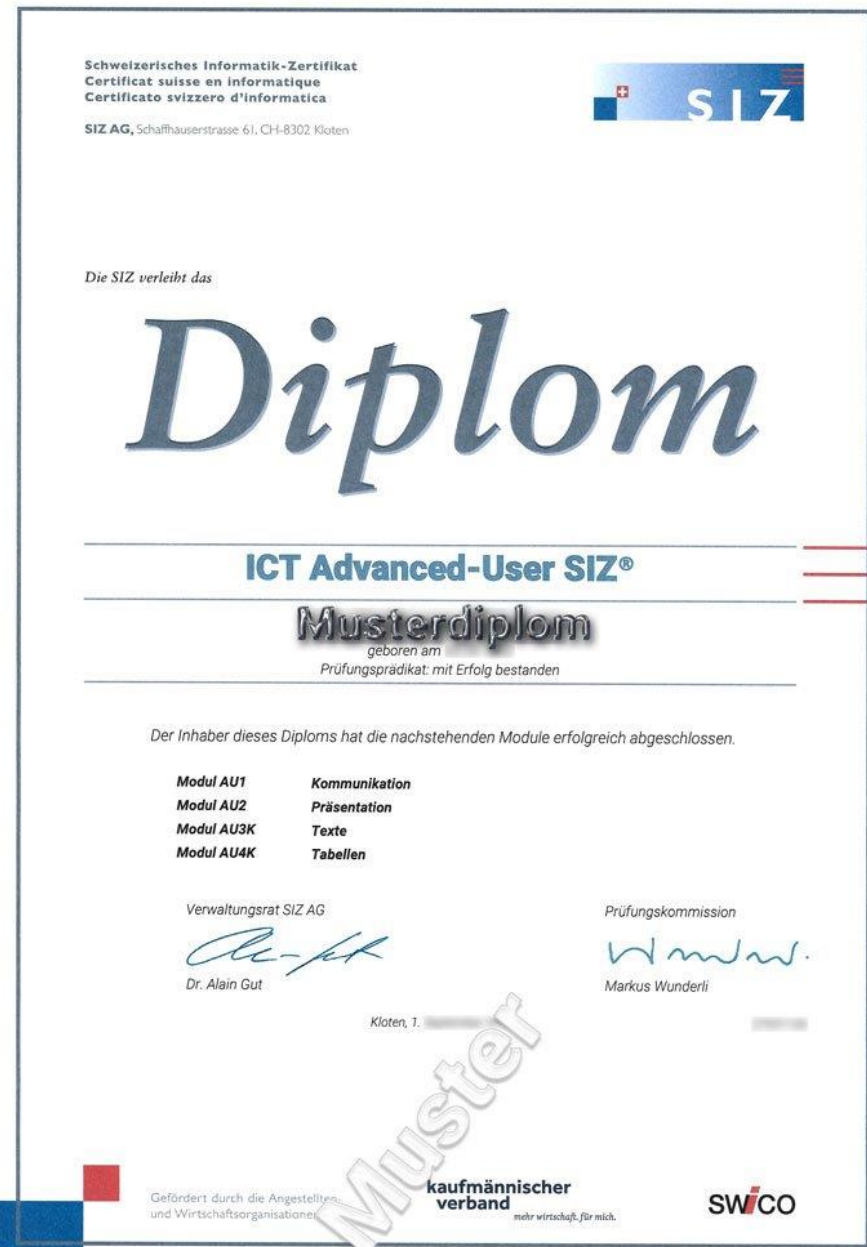 Schweizerisches Informatik-Zertifikat
Certificat suisse en informatique
Certificato svizzero d'informatica
SIZ AG, Schaffhauserstrasse 61, CH-8302 Kloten
SIZ
Die SIZ verleiht das
Diplom
ICT Advanced-User SIZ®
Musterdiplom
geboren am
Prüfungsprädikat: mit Erfolg bestanden
Der Inhaber dieses Diploms hat die nachstehenden Module erfolgreich abgeschlossen.
Modul AU1 Kommunikation
Modul AU2 Präsentation
Modul AU3K Texte
Modul AU4K Tabellen
Verwaltungsrat SIZ AG
Prüfungskommission
Dr. Alain Gut
Markus Wunderli
Kloten, 1.
Muster
Gefördert durch die Angestellten-
und Wirtschaftsorganisationen
kaufmännischer
verband
mehr wirtschaft. für mich.
SWICO